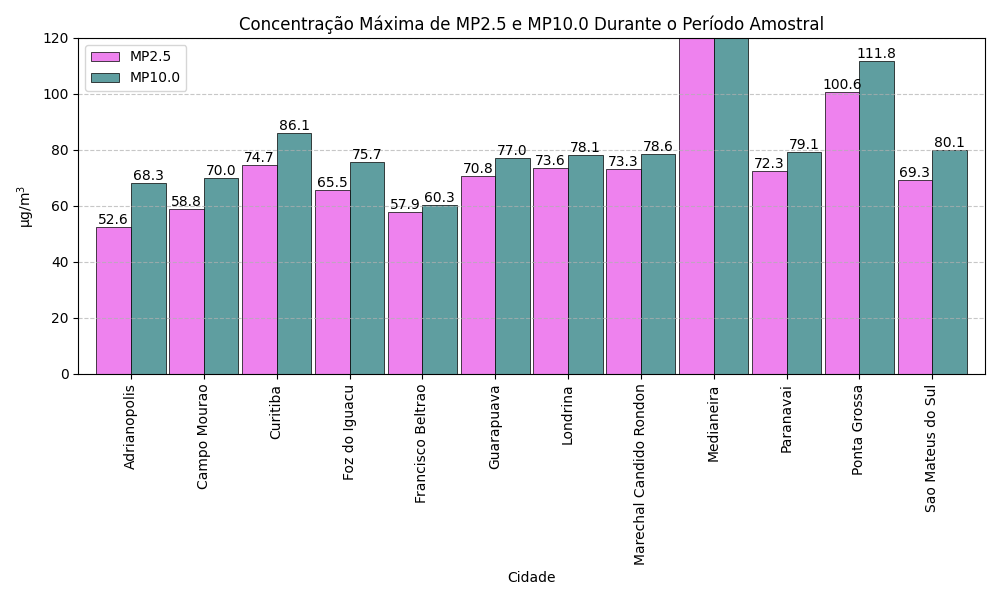 Concentração Máxima de MP2.5 e MP10.0 Durante o Período Amostral
MP2.5
MP10.0
120
100
80
60
40
20
0
µg/m³
52.6
68.3
58.8
70.0
74.7
86.1
65.5
75.7
57.9
60.3
70.8
77.0
73.6
78.1
73.3
78.6
72.3
79.1
100.6
111.8
69.3
80.1
Adrianopolis
Campo Mourao
Curitiba
Foz do Iguacu
Francisco Beltrao
Guarapuava
Londrina
Marechal Candido Rondon
Medianeira
Paranavai
Ponta Grossa
Sao Mateus do Sul
Cidade